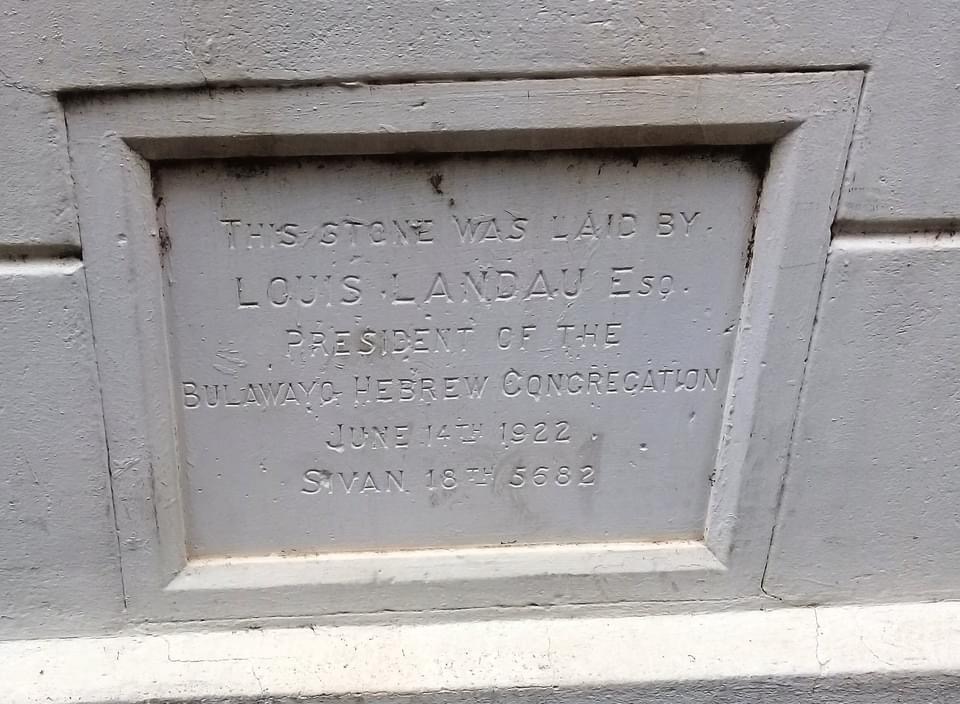 THIS STONE WAS LAID BY
LOUIS LANDAU ESQ.
PRESIDENT OF THE
BULAWAYO HEBREW CONGREGATION
JUNE 14TH 1922
SIVAN 18TH 5682